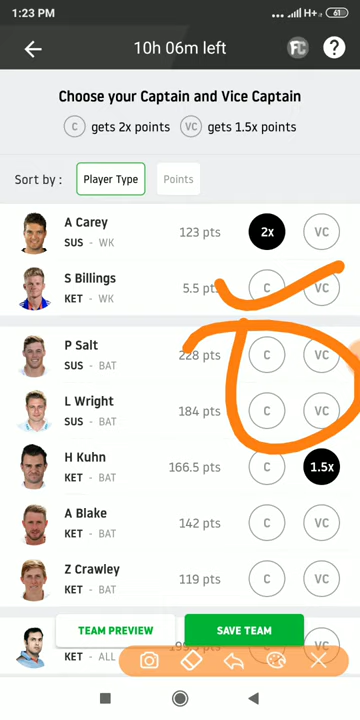 1:23 PM ... H+ 61
10h 06m left FC ?
Choose your Captain and Vice Captain
C gets 2x points VC gets 1.5x points
Sort by : Player Type Points
A Carey
SUS - WK 123 pts 2x VC
S Billings
KET - WK 5.5 pts C VC
P Salt
SUS - BAT 228 pts C VC
L Wright
SUS - BAT 184 pts C VC
H Kuhn
KET - BAT 166.5 pts C 1.5x
A Blake
KET - BAT 142 pts C VC
Z Crawley
KET - BAT 119 pts C VC
TEAM PREVIEW SAVE TEAM
KET - ALL VC